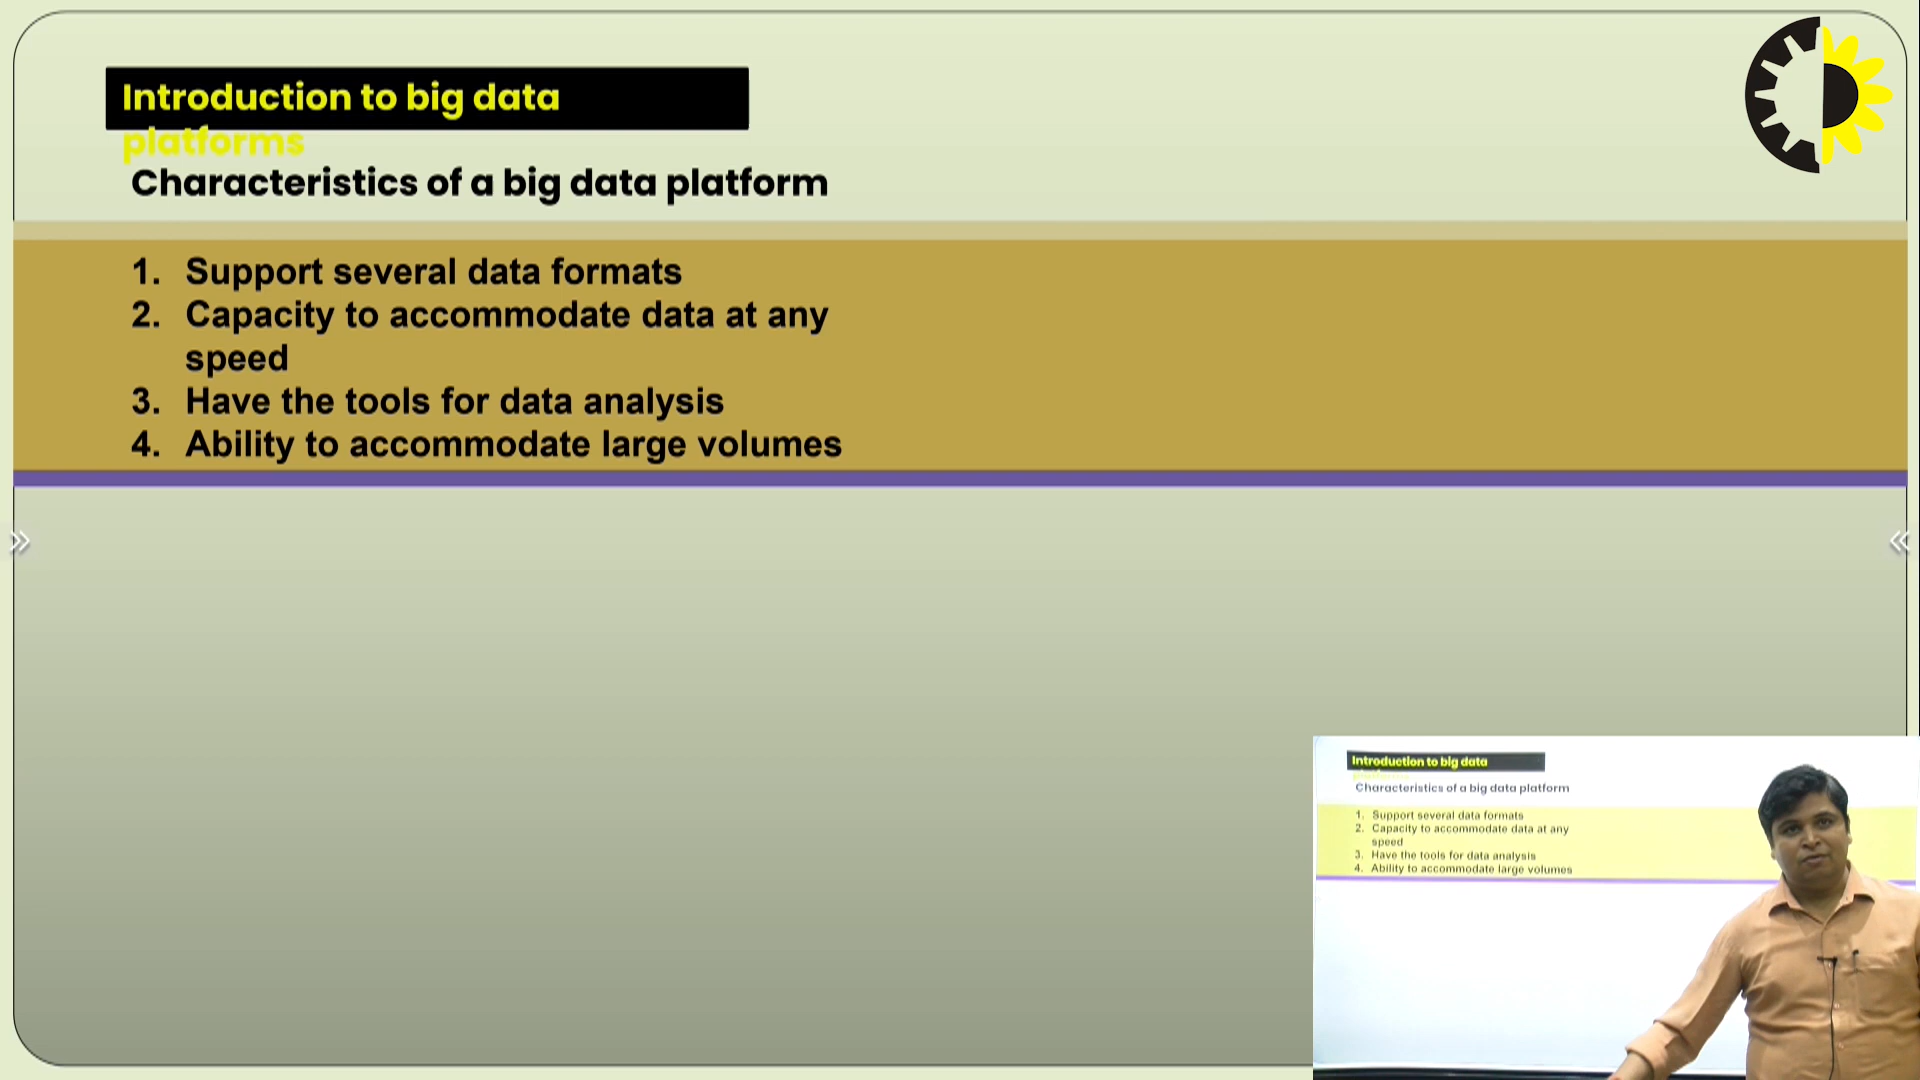 Introduction to big data
platforms
Characteristics of a big data platform
1. Support several data formats
2. Capacity to accommodate data at any
speed
3. Have the tools for data analysis
4. Ability to accommodate large volumes
Introduction to big data
platforms
Characteristics of a big data platform
1. Support several data formats
2. Capacity to accommodate data at any
speed
3. Have the tools for data analysis
4. Ability to accommodate large volumes